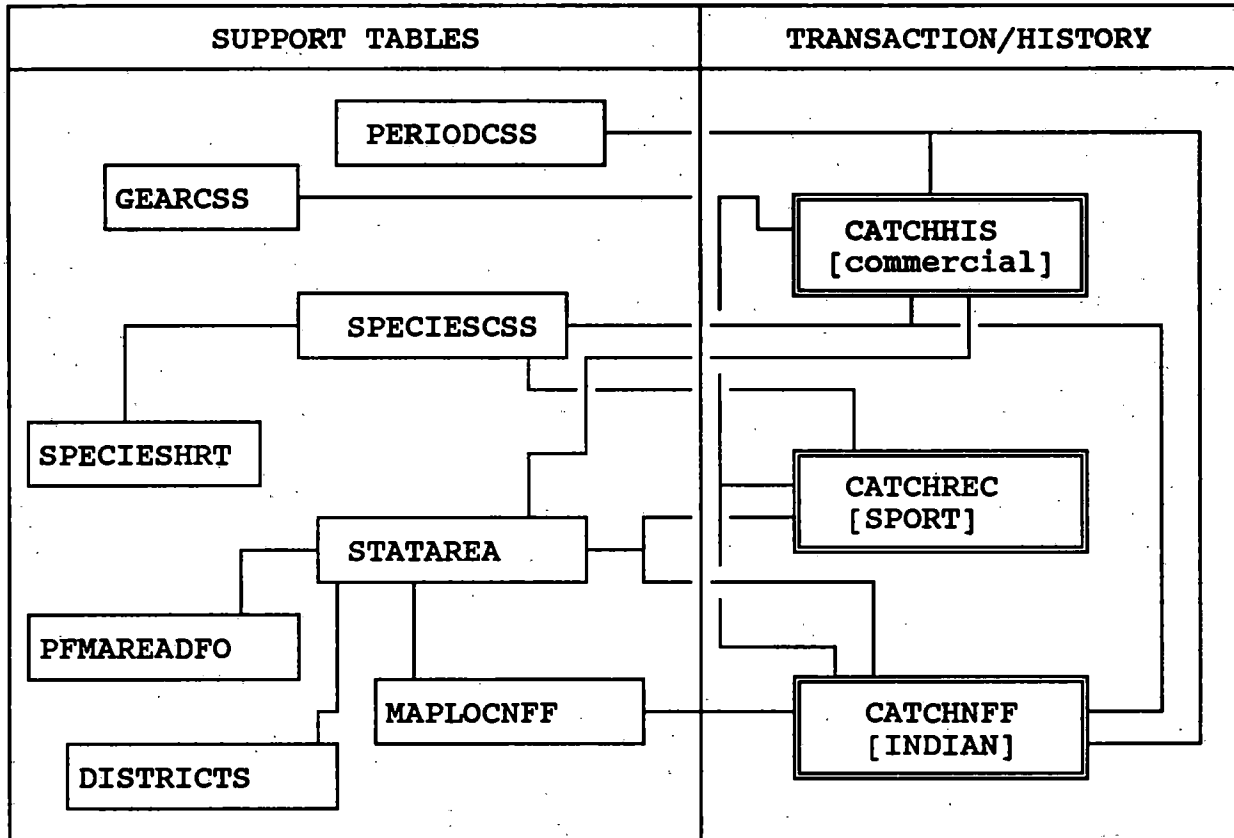 SUPPORT TABLES
TRANSACTION/HISTORY
PERIODCSS
GEARCSS
CATCHHIS
[commercial]
SPECIESCSS
SPECIESHRT
CATCHREC
[SPORT]
STATAREA
PFMAREADFO
MAPLOCNFF
CATCHNFF
[INDIAN]
DISTRICTS